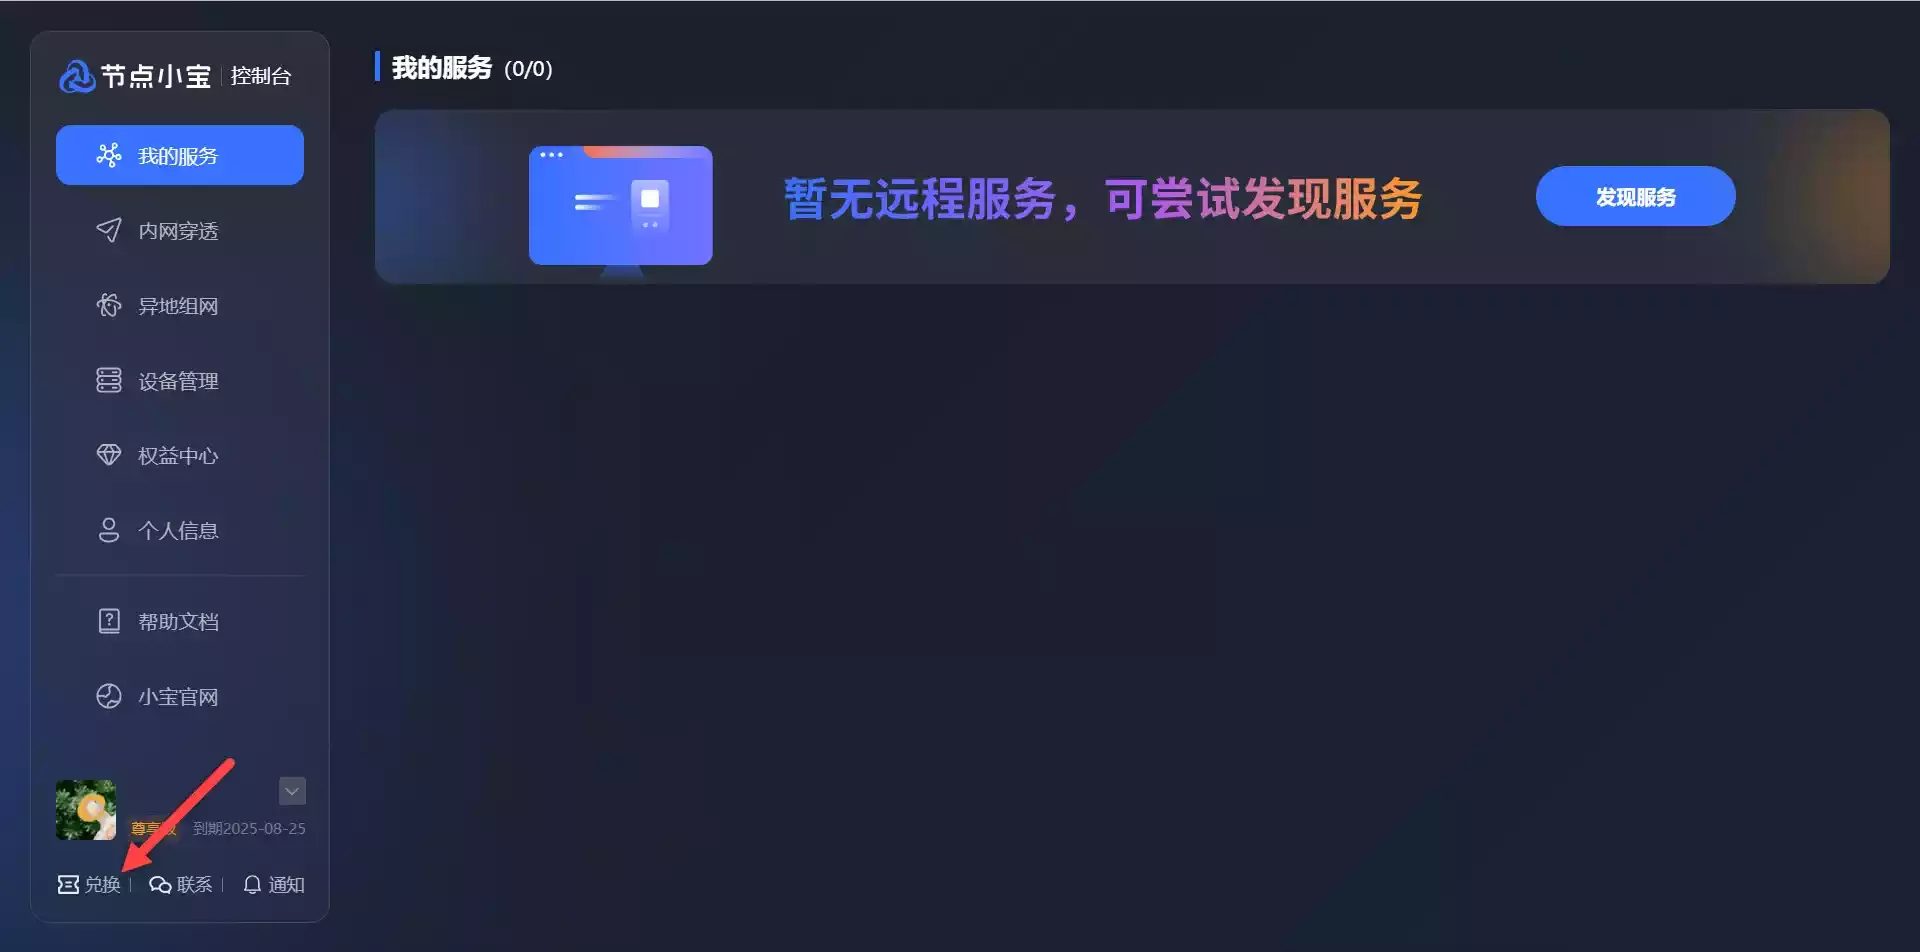 节点小宝 控制台
我的服务
内网穿透
异地组网
设备管理
权益中心
个人信息
帮助文档
小宝官网
到期2025-08-25
兑换 联系 通知
我的服务 (0/0)
暂无远程服务，可尝试发现服务
发现服务